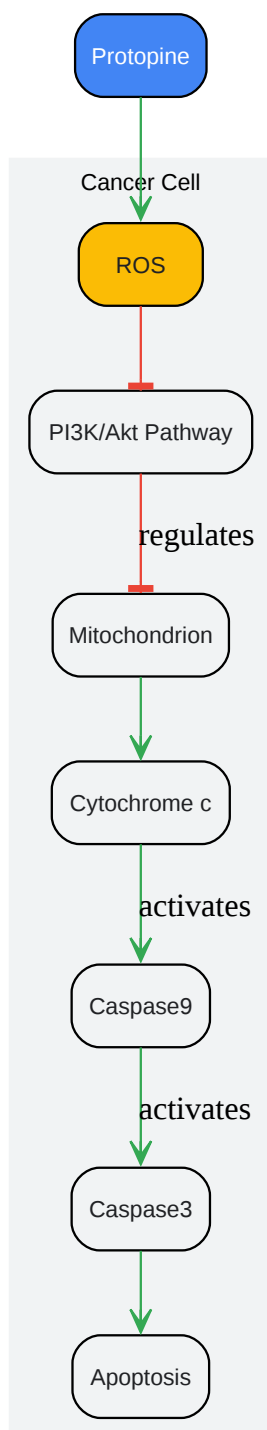 Protopine
Cancer Cell
ROS
PI3K/Akt Pathway
regulates
Mitochondrion
Cytochrome c
activates
Caspase9
activates
Caspase3
Apoptosis